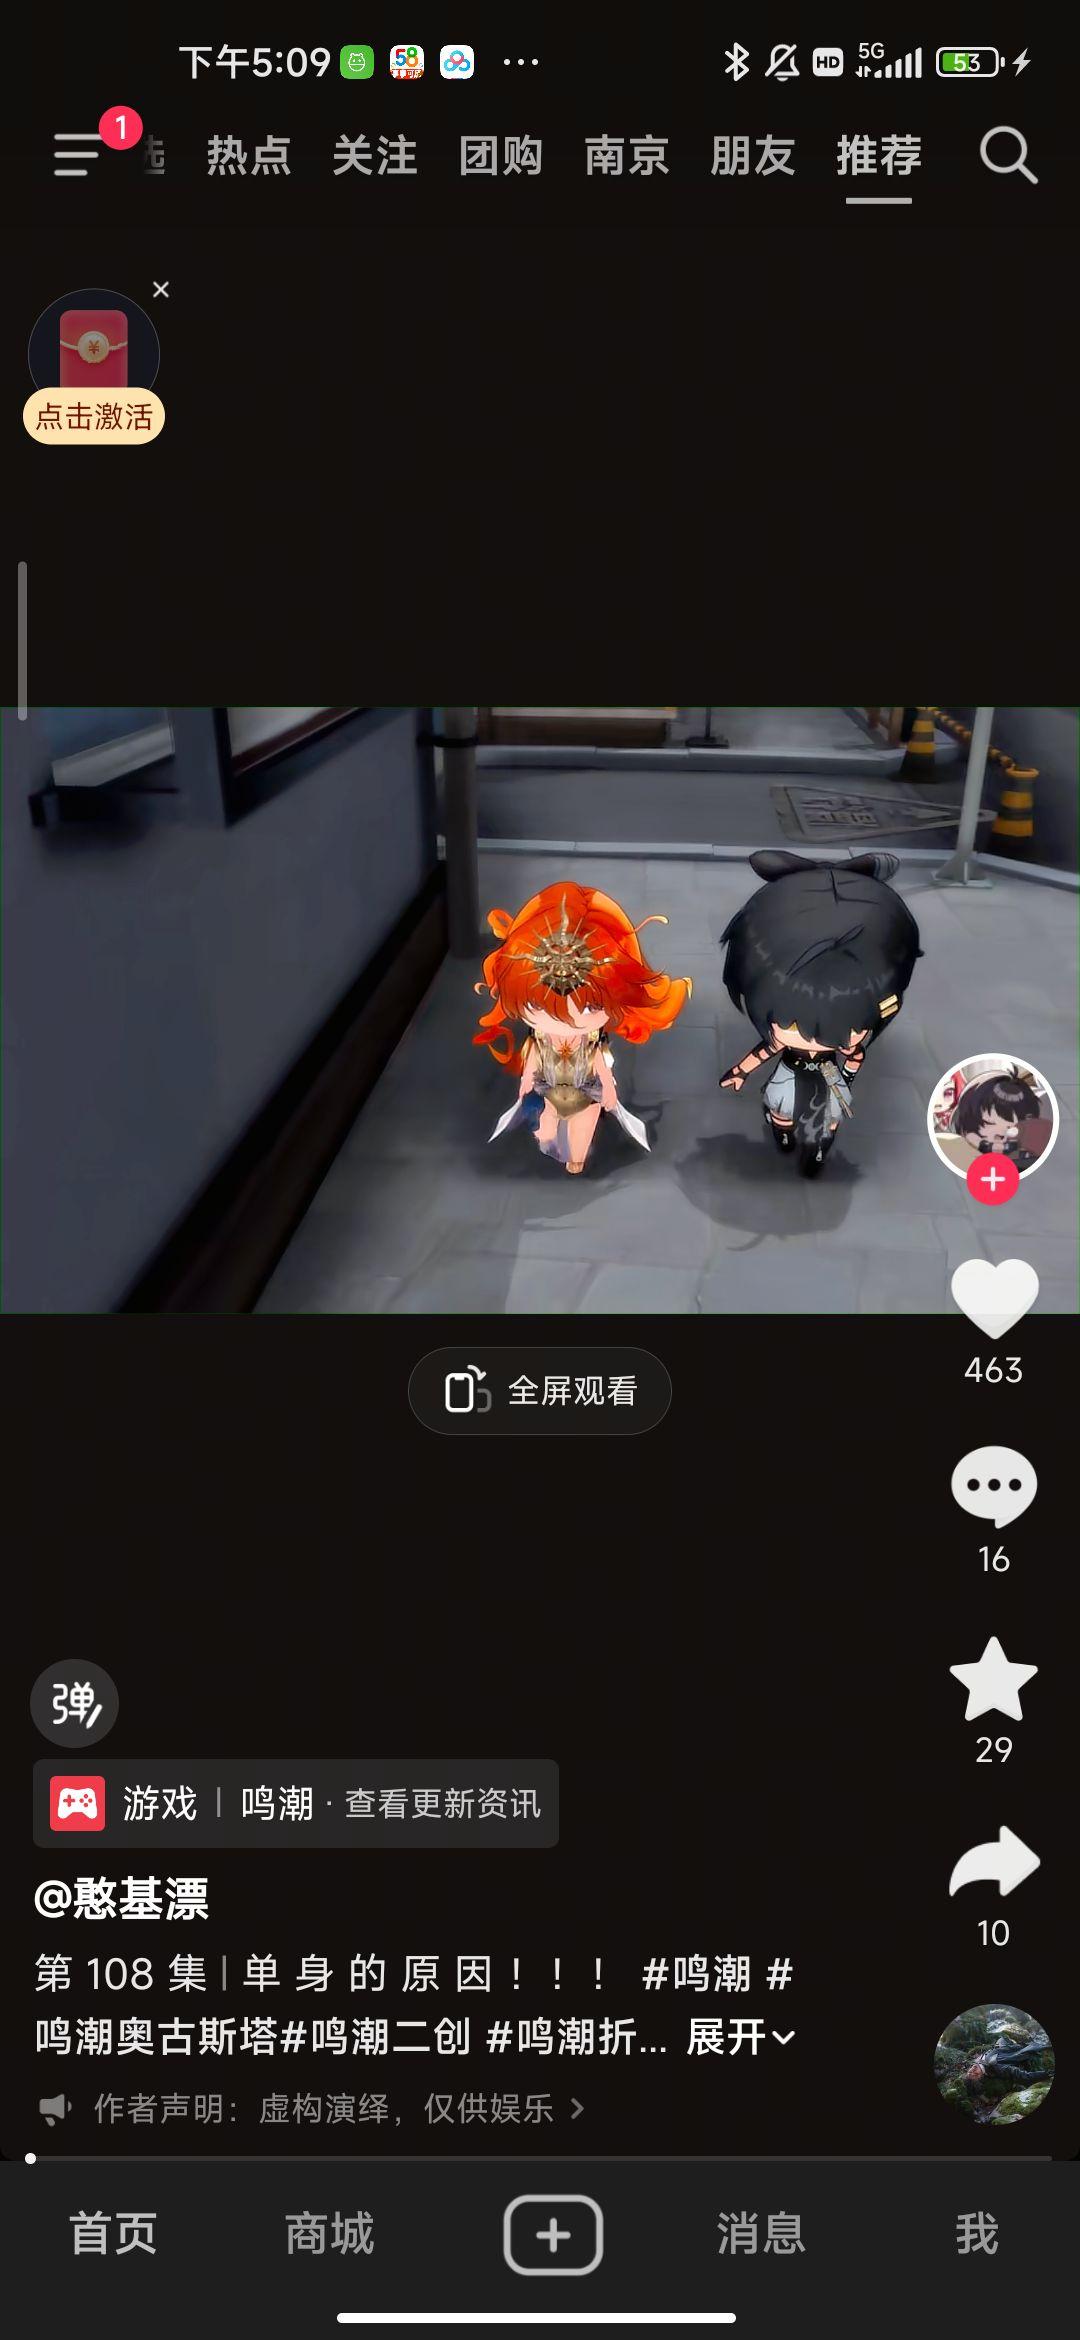 下午5:09
58
HD
5G
53
1
热点 关注 团购 南京 朋友 推荐
点击激活
463
全屏观看
16
29
弹
游戏 | 鸣潮 · 查看更新资讯
@憨基漂
10
第 108 集 | 单 身 的 原 因 ！ ！ ！ #鸣潮 #
鸣潮奥古斯塔#鸣潮二创 #鸣潮折... 展开
作者声明：虚构演绎，仅供娱乐
首页 商城 消息 我